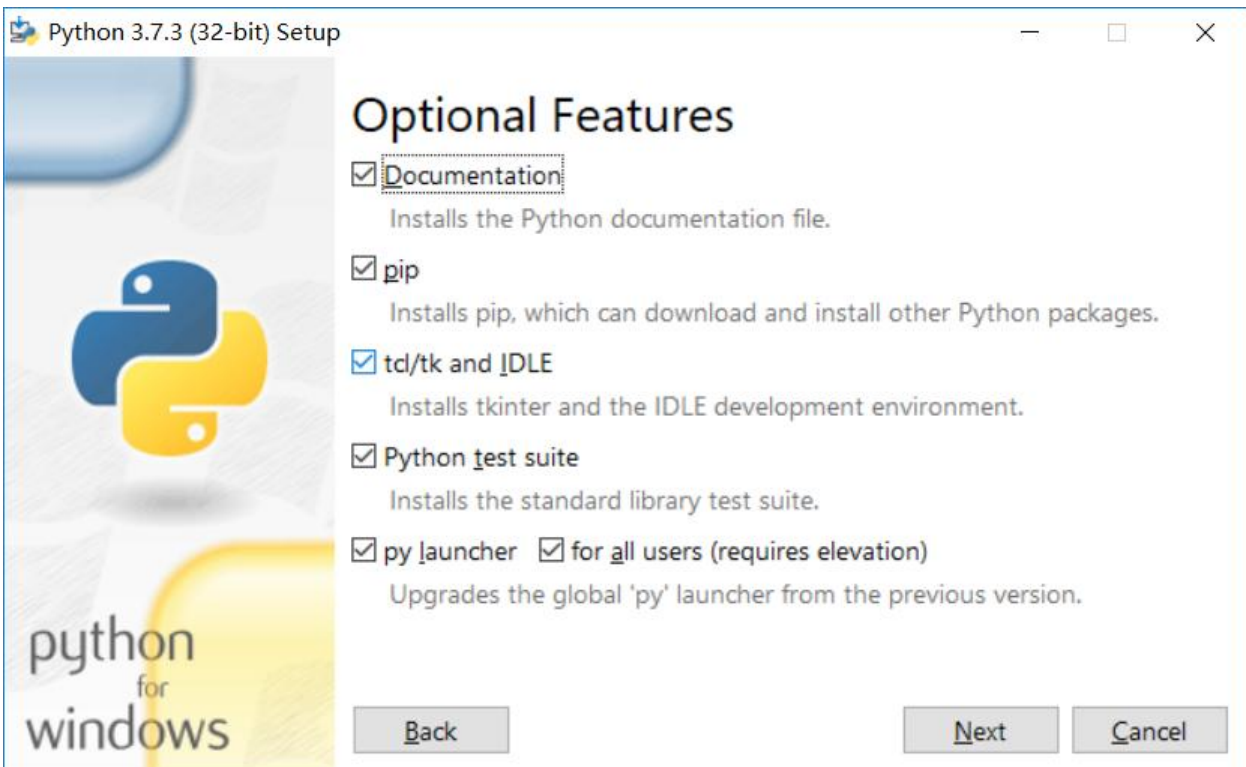 Python 3.7.3 (32-bit) Setup
Optional Features
Documentation
Installs the Python documentation file.
pip
Installs pip, which can download and install other Python packages.
tcl/tk and IDLE
Installs tkinter and the IDLE development environment.
Python test suite
Installs the standard library test suite.
py launcher for all users (requires elevation)
Upgrades the global 'py' launcher from the previous version.
python
for
windows
Back Next Cancel